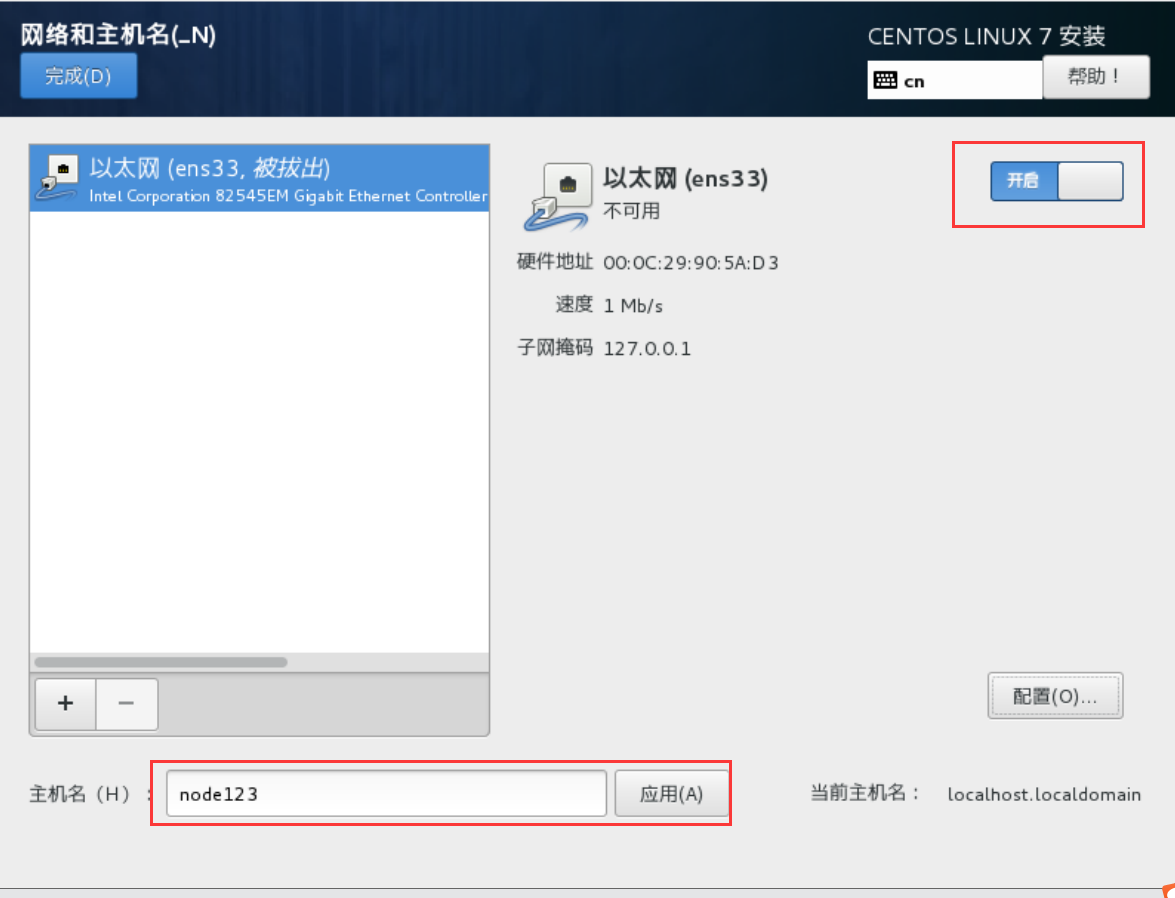 网络和主机名(_N)
CENTOS LINUX 7 安装
完成(D)
cn
帮助！
以太网 (ens33, 被拔出)
Intel Corporation 82545EM Gigabit Ethernet Controller
以太网 (ens33)
不可用
开启
硬件地址 00:0C:29:90:5A:D3
速度 1 Mb/s
子网掩码 127.0.0.1
+ −
配置(O)...
主机名（H）： node123 应用(A) 当前主机名： localhost.localdomain